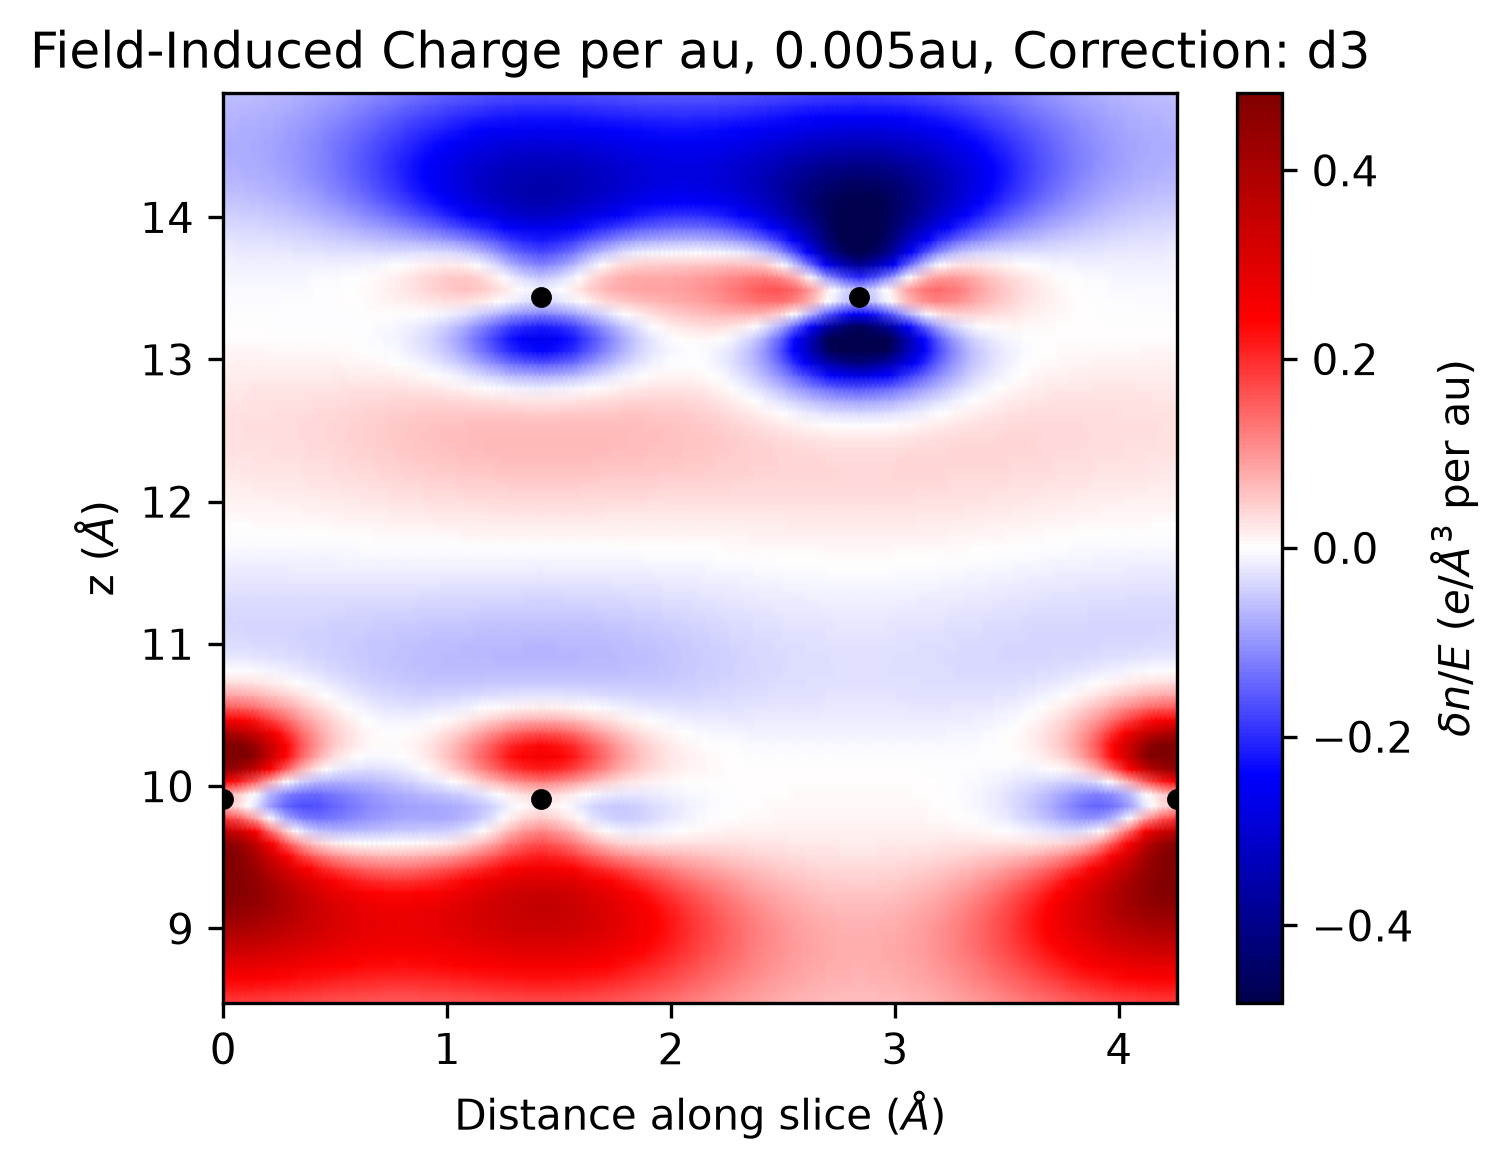 Field-Induced Charge per au, 0.005au, Correction: d3
14
13
12
11
10
9
z (Å)
0 1 2 3 4
Distance along slice (Å)
0.4
0.2
0.0
−0.2
−0.4
δn/E (e/Å³ per au)